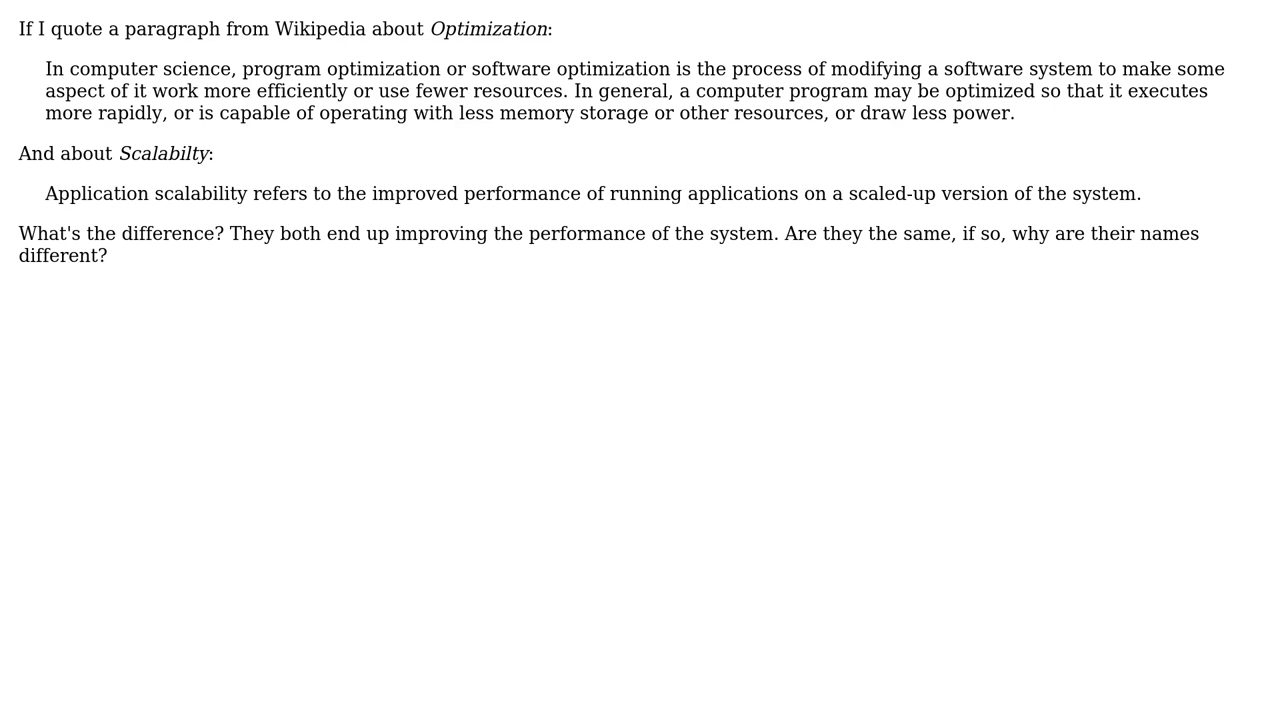 If I quote a paragraph from Wikipedia about Optimization:
In computer science, program optimization or software optimization is the process of modifying a software system to make some
aspect of it work more efficiently or use fewer resources. In general, a computer program may be optimized so that it executes
more rapidly, or is capable of operating with less memory storage or other resources, or draw less power.
And about Scalabilty:
Application scalability refers to the improved performance of running applications on a scaled-up version of the system.
What's the difference? They both end up improving the performance of the system. Are they the same, if so, why are their names
different?